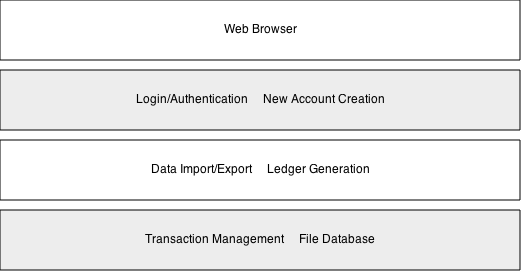 Web Browser
Login/Authentication New Account Creation
Data Import/Export Ledger Generation
Transaction Management File Database